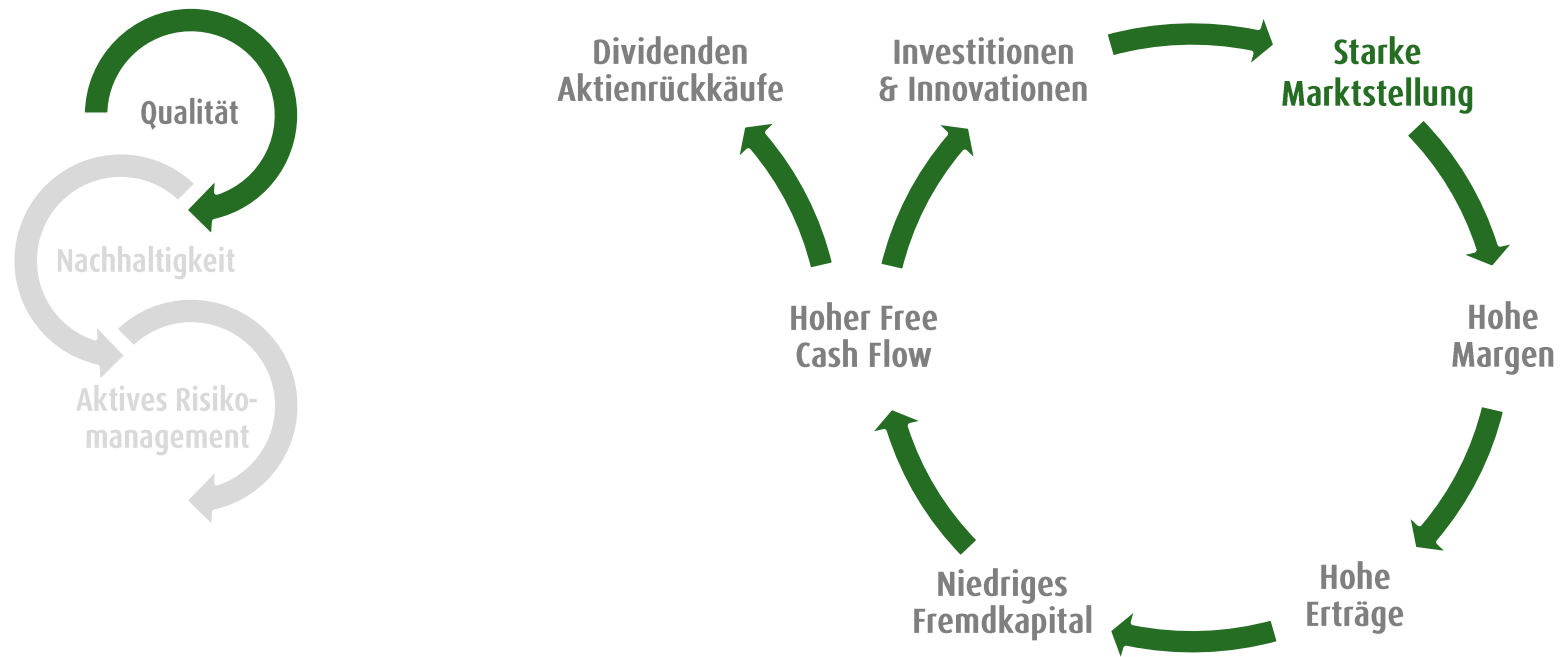 Qualität
Nachhaltigkeit
Aktives Risiko-
management
Dividenden
Aktienrückkäufe
Investitionen
& Innovationen
Starke
Marktstellung
Hohe
Margen
Hohe
Erträge
Niedriges
Fremdkapital
Hoher Free
Cash Flow